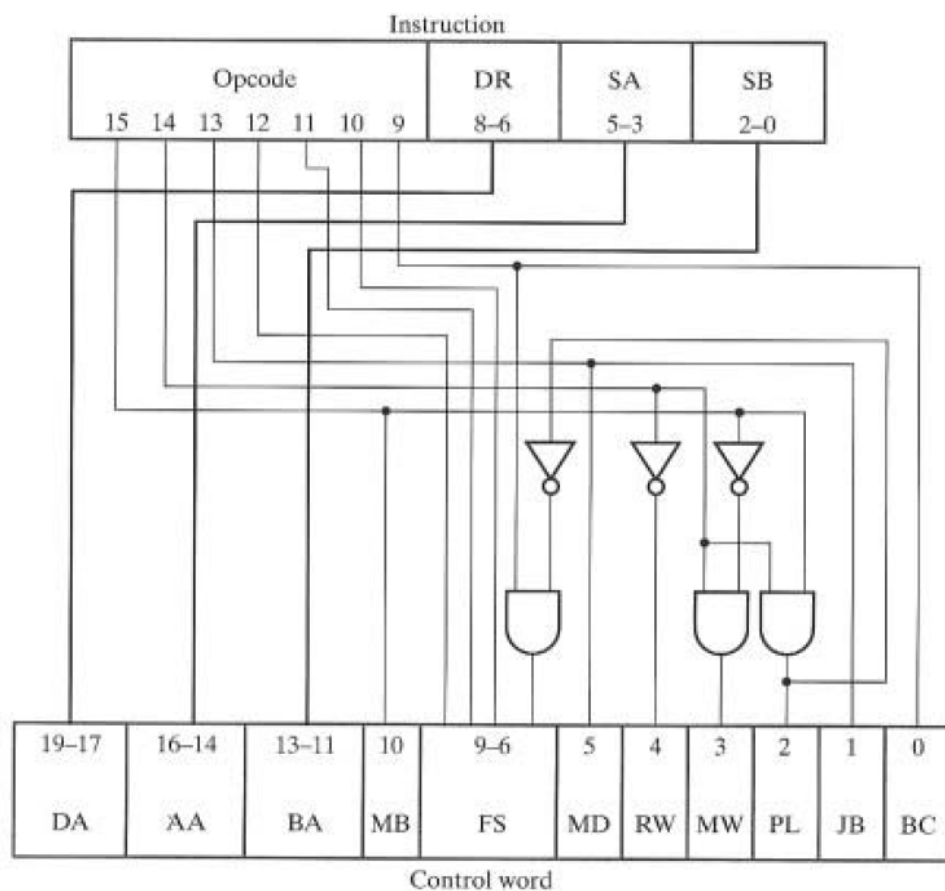 Instruction
Opcode DR SA SB
15 14 13 12 11 10 9 8–6 5–3 2–0
19–17 16–14 13–11 10 9–6 5 4 3 2 1 0
DA AA BA MB FS MD RW MW PL JB BC
Control word